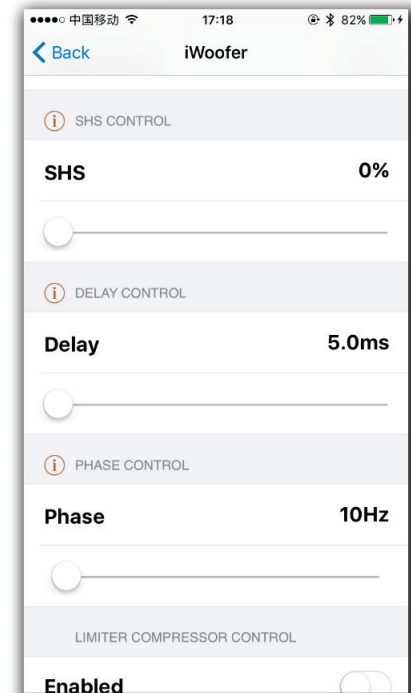 中国移动 17:18 82%
Back iWoofer
SHS CONTROL
SHS 0%
DELAY CONTROL
Delay 5.0ms
PHASE CONTROL
Phase 10Hz
LIMITER COMPRESSOR CONTROL
Enabled